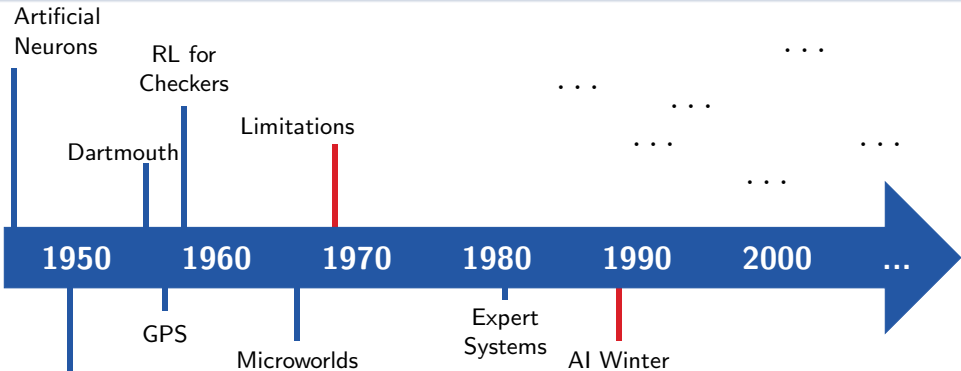 Artificial
Neurons
RL for
Checkers
Limitations
Dartmouth
. . .
. . .
. . .
. . .
. . .
. . .
1950 1960 1970 1980 1990 2000 ...
GPS
Microworlds
Expert
Systems
AI Winter